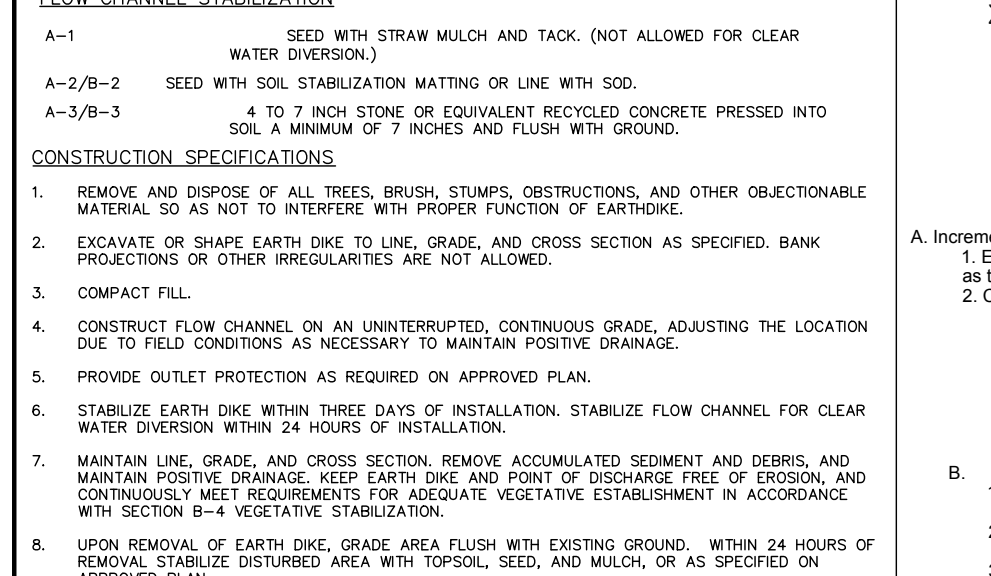 FLOW CHANNEL STABILIZATION
A-1 SEED WITH STRAW MULCH AND TACK. (NOT ALLOWED FOR CLEAR
WATER DIVERSION.)
A-2/B-2 SEED WITH SOIL STABILIZATION MATTING OR LINE WITH SOD.
A-3/B-3 4 TO 7 INCH STONE OR EQUIVALENT RECYCLED CONCRETE PRESSED INTO
SOIL A MINIMUM OF 7 INCHES AND FLUSH WITH GROUND.
CONSTRUCTION SPECIFICATIONS
1. REMOVE AND DISPOSE OF ALL TREES, BRUSH, STUMPS, OBSTRUCTIONS, AND OTHER OBJECTIONABLE
MATERIAL SO AS NOT TO INTERFERE WITH PROPER FUNCTION OF EARTHDIKE.
2. EXCAVATE OR SHAPE EARTH DIKE TO LINE, GRADE, AND CROSS SECTION AS SPECIFIED. BANK
PROJECTIONS OR OTHER IRREGULARITIES ARE NOT ALLOWED.
3. COMPACT FILL.
4. CONSTRUCT FLOW CHANNEL ON AN UNINTERRUPTED, CONTINUOUS GRADE, ADJUSTING THE LOCATION
DUE TO FIELD CONDITIONS AS NECESSARY TO MAINTAIN POSITIVE DRAINAGE.
5. PROVIDE OUTLET PROTECTION AS REQUIRED ON APPROVED PLAN.
6. STABILIZE EARTH DIKE WITHIN THREE DAYS OF INSTALLATION. STABILIZE FLOW CHANNEL FOR CLEAR
WATER DIVERSION WITHIN 24 HOURS OF INSTALLATION.
7. MAINTAIN LINE, GRADE, AND CROSS SECTION. REMOVE ACCUMULATED SEDIMENT AND DEBRIS, AND
MAINTAIN POSITIVE DRAINAGE. KEEP EARTH DIKE AND POINT OF DISCHARGE FREE OF EROSION, AND
CONTINUOUSLY MEET REQUIREMENTS FOR ADEQUATE VEGETATIVE ESTABLISHMENT IN ACCORDANCE
WITH SECTION B-4 VEGETATIVE STABILIZATION.
8. UPON REMOVAL OF EARTH DIKE, GRADE AREA FLUSH WITH EXISTING GROUND. WITHIN 24 HOURS OF
REMOVAL STABILIZE DISTURBED AREA WITH TOPSOIL, SEED, AND MULCH, OR AS SPECIFIED ON
APPROVED PLAN.
A. Increme
1. E
as t
2. C
B.